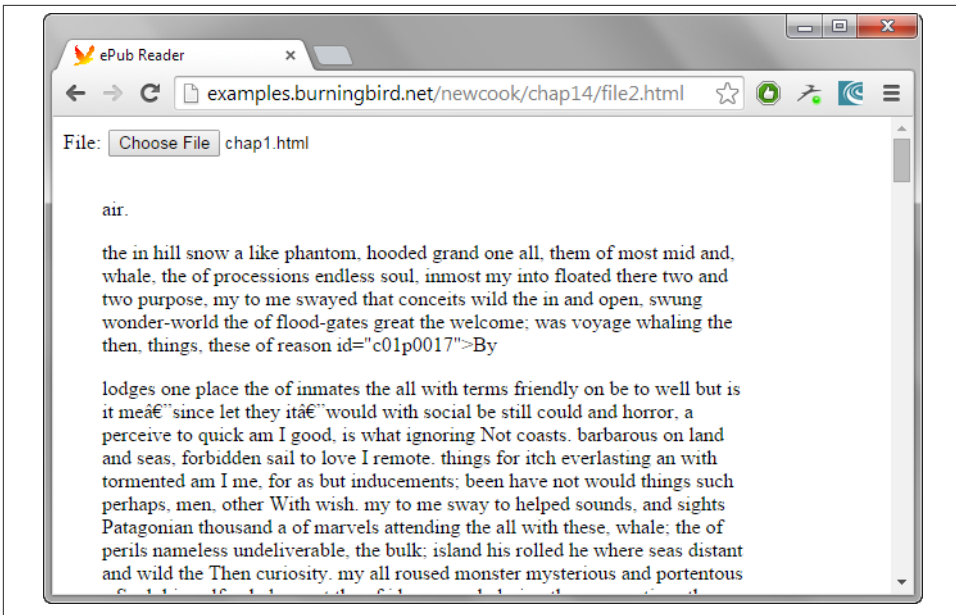 ePub Reader
examples.burningbird.net/newcook/chap14/file2.html
File: Choose File chap1.html
air.
the in hill snow a like phantom, hooded grand one all, them of most mid and,
whale, the of processions endless soul, inmost my into floated there two and
two purpose, my to me swayed that conceits wild the in and open, swung
wonder-world the of flood-gates great the welcome; was voyage whaling the
then, things, these of reason id="c01p0017">By
lodges one place the of inmates the all with terms friendly on be to well but is
it meâ€”since let they itâ€”would with social be still could and horror, a
perceive to quick am I good, is what ignoring Not coasts. barbarous on land
and seas, forbidden sail to love I remote. things for itch everlasting an with
tormented am I me, for as but inducements; been have not would things such
perhaps, men, other With wish. my to me sway to helped sounds, and sights
Patagonian thousand a of marvels attending the all with these, whale; the of
perils nameless undeliverable, the bulk; island his rolled he where seas distant
and wild the Then curiosity. my all roused monster mysterious and portentous